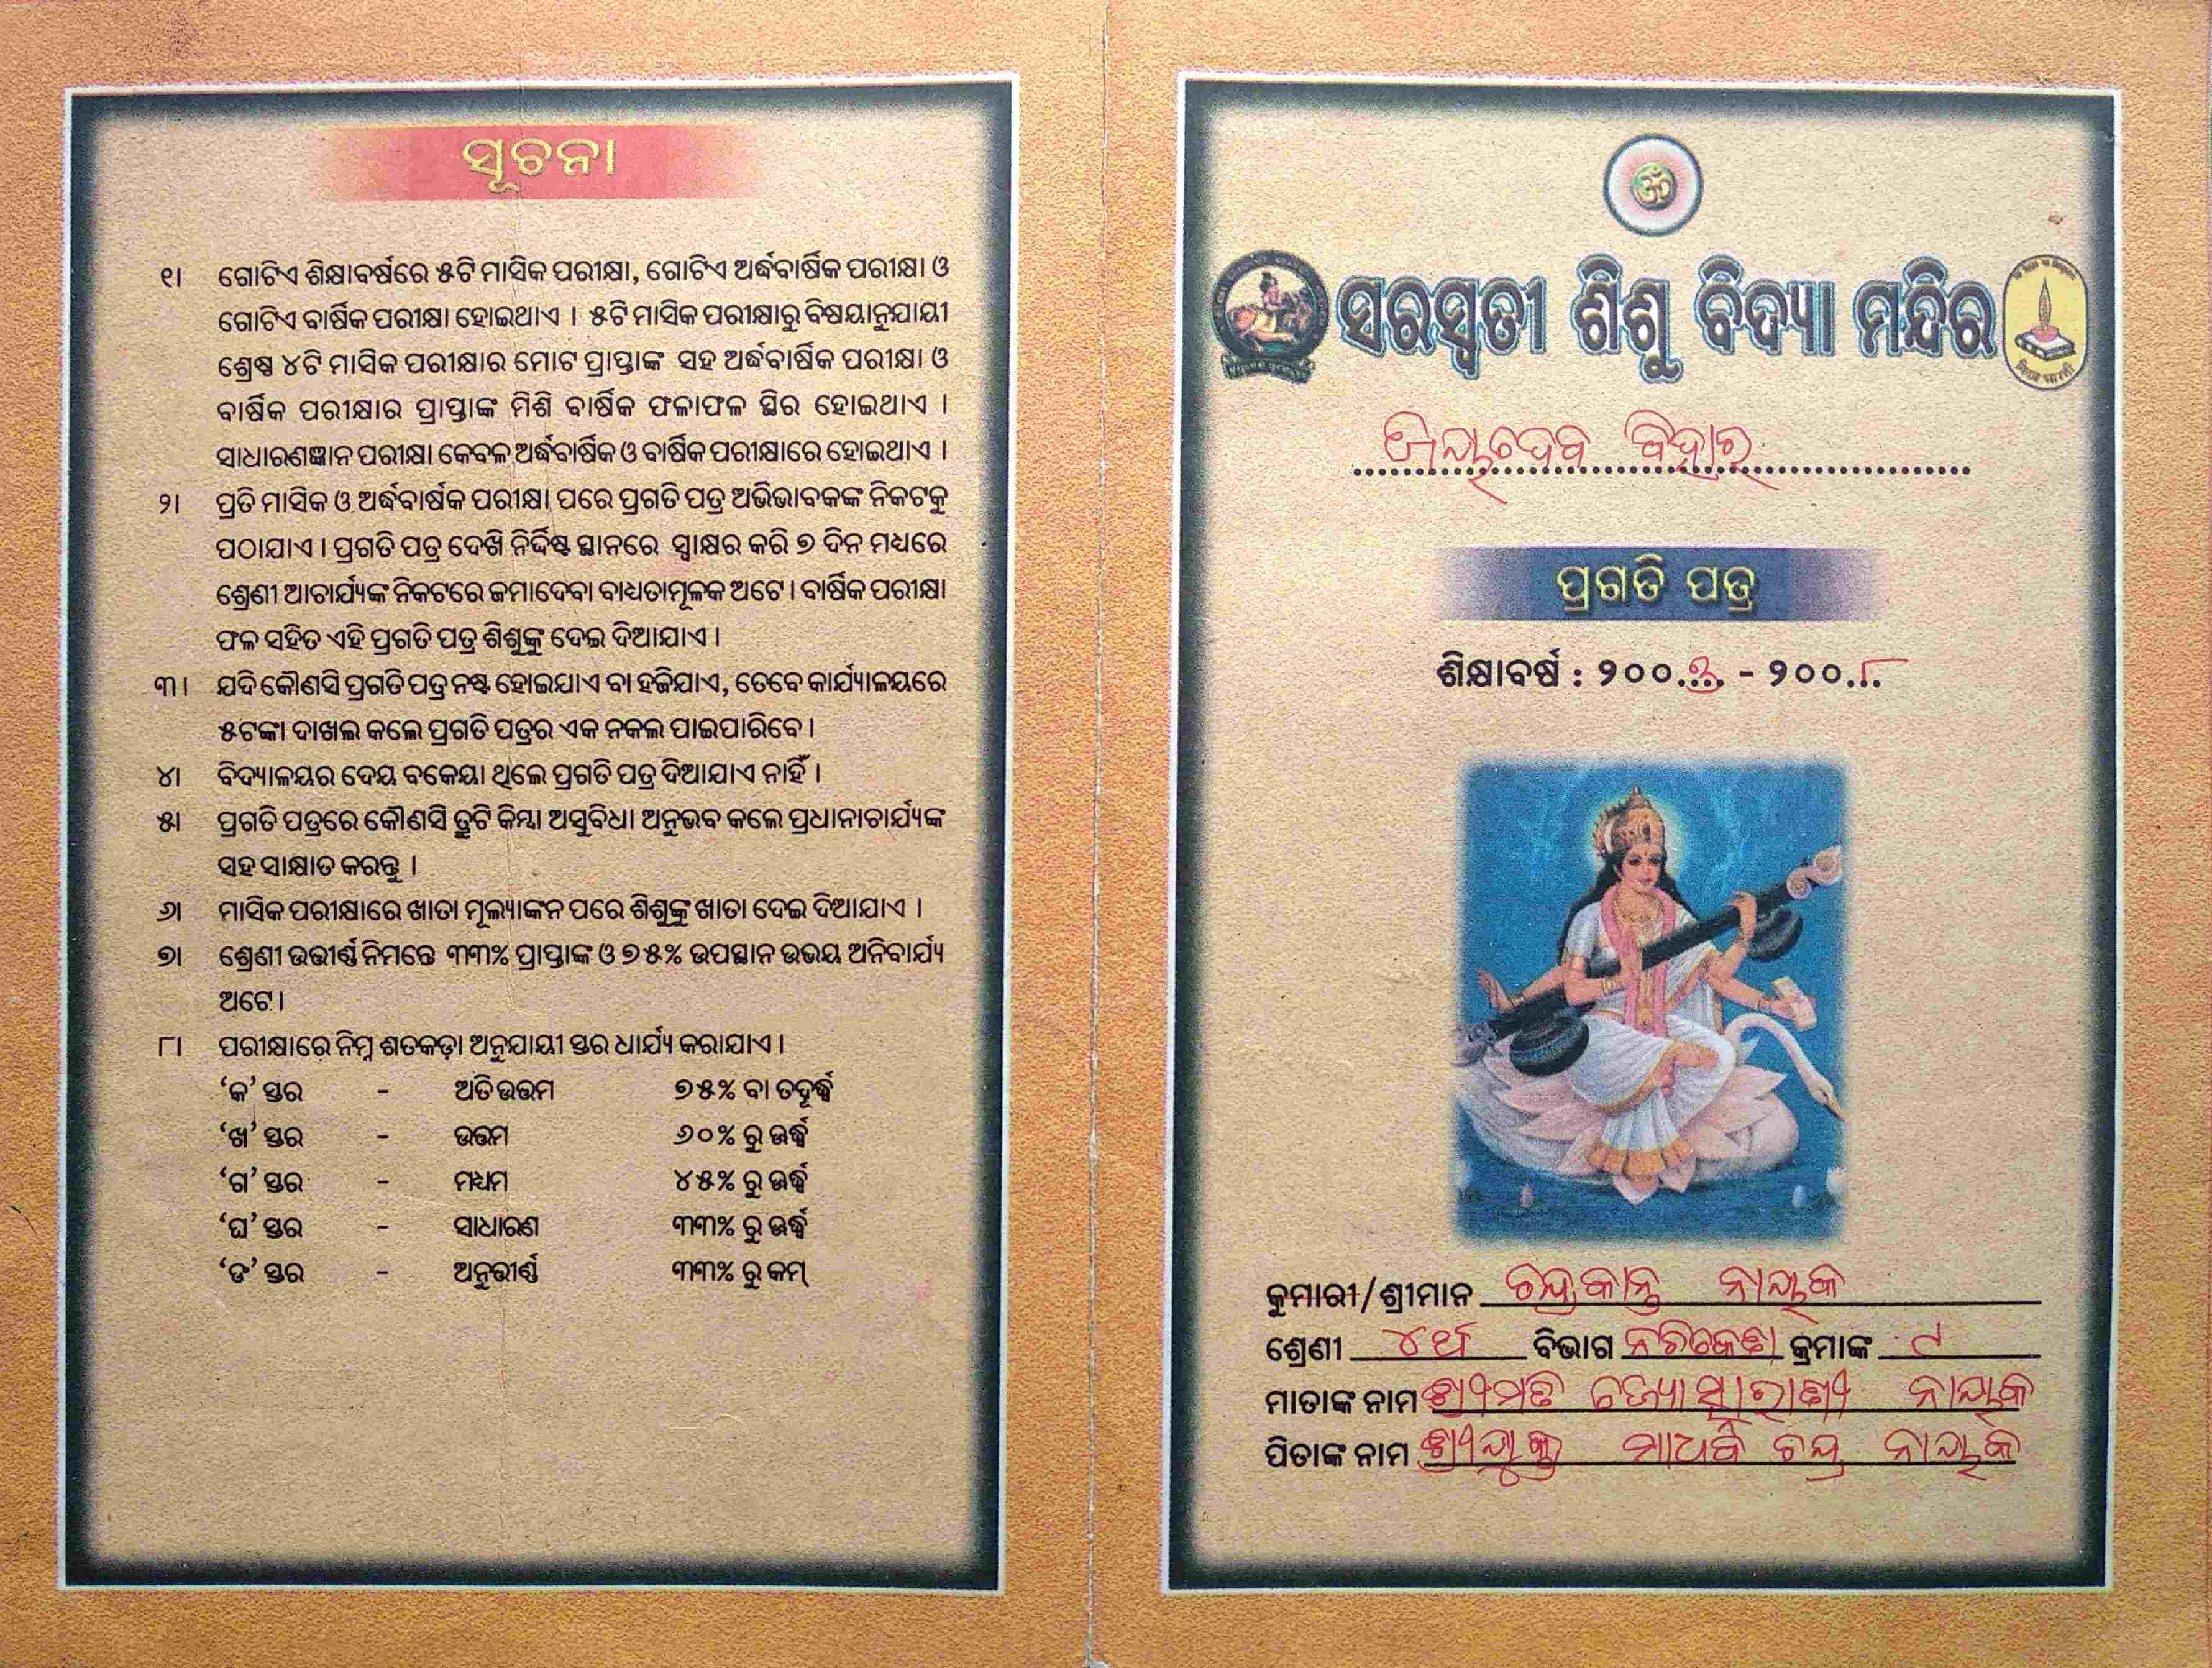 ସୂଚନା
୧। ଗୋଟିଏ ଶିକ୍ଷାବର୍ଷରେ ୫ଟି ମାସିକ ପରୀକ୍ଷା, ଗୋଟିଏ ଅର୍ଦ୍ଧବାର୍ଷିକ ପରୀକ୍ଷା ଓ
ଗୋଟିଏ ବାର୍ଷିକ ପରୀକ୍ଷା ହୋଇଥାଏ । ୫ଟି ମାସିକ ପରୀକ୍ଷାରୁ ବିଷୟାନୁଯାୟୀ
ଶ୍ରେଷ୍ଠ ୪ଟି ମାସିକ ପରୀକ୍ଷାର ମୋଟ ପ୍ରାପ୍ତାଙ୍କ ସହ ଅର୍ଦ୍ଧବାର୍ଷିକ ପରୀକ୍ଷା ଓ
ବାର୍ଷିକ ପରୀକ୍ଷାର ପ୍ରାପ୍ତାଙ୍କ ମିଶି ବାର୍ଷିକ ଫଳାଫଳ ସ୍ଥିର ହୋଇଥାଏ ।
ସାଧାରଣଜ୍ଞାନ ପରୀକ୍ଷା କେବଳ ଅର୍ଦ୍ଧବାର୍ଷିକ ଓ ବାର୍ଷିକ ପରୀକ୍ଷାରେ ହୋଇଥାଏ ।
୨। ପ୍ରତି ମାସିକ ଓ ଅର୍ଦ୍ଧବାର୍ଷକ ପରୀକ୍ଷା ପରେ ପ୍ରଗତି ପତ୍ର ଅଭିଭାବକଙ୍କ ନିକଟକୁ
ପଠାଯାଏ । ପ୍ରଗତି ପତ୍ର ଦେଖି ନିର୍ଦ୍ଦିଷ୍ଟ ସ୍ଥାନରେ ସ୍ୱାକ୍ଷର କରି ୭ ଦିନ ମଧ୍ୟରେ
ଶ୍ରେଣୀ ଆଚାର୍ଯ୍ୟଙ୍କ ନିକଟରେ ଜମାଦେବା ବାଧ୍ୟତାମୂଳକ ଅଟେ । ବାର୍ଷିକ ପରୀକ୍ଷା
ଫଳ ସହିତ ଏହି ପ୍ରଗତି ପତ୍ର ଶିଶୁଙ୍କୁ ଦେଇ ଦିଆଯାଏ ।
୩। ଯଦି କୌଣସି ପ୍ରଗତି ପତ୍ର ନଷ୍ଟ ହୋଇଯାଏ ବା ହଜିଯାଏ, ତେବେ କାର୍ଯ୍ୟାଳୟରେ
୫ଟଙ୍କା ଦାଖଲ କଲେ ପ୍ରଗତି ପତ୍ରର ଏକ ନକଲ ପାଇପାରିବେ ।
୪। ବିଦ୍ୟାଳୟର ଦେୟ ବକେୟା ଥିଲେ ପ୍ରଗତି ପତ୍ର ଦିଆଯାଏ ନାହିଁ ।
୫। ପ୍ରଗତି ପତ୍ରରେ କୌଣସି ତ୍ରୁଟି କିମ୍ବା ଅସୁବିଧା ଅନୁଭବ କଲେ ପ୍ରଧାନାଚାର୍ଯ୍ୟଙ୍କ
ସହ ସାକ୍ଷାତ କରନ୍ତୁ ।
୬। ମାସିକ ପରୀକ୍ଷାରେ ଖାତା ମୂଲ୍ୟାଙ୍କନ ପରେ ଶିଶୁଙ୍କୁ ଖାତା ଦେଇ ଦିଆଯାଏ ।
୭। ଶ୍ରେଣୀ ଉତ୍ତୀର୍ଣ୍ଣ ନିମନ୍ତେ ୩୩% ପ୍ରାପ୍ତାଙ୍କ ଓ ୭୫% ଉପସ୍ଥାନ ଉଭୟ ଅନିବାର୍ଯ୍ୟ
ଅଟେ ।
୮। ପରୀକ୍ଷାରେ ନିମ୍ନ ଶତକଡ଼ା ଅନୁଯାୟୀ ସ୍ତର ଧାର୍ଯ୍ୟ କରାଯାଏ ।
‘କ’ ସ୍ତର - ଅତି ଉତ୍ତମ ୭୫% ବା ତଦୂର୍ଦ୍ଧ୍ୱ
‘ଖ’ ସ୍ତର - ଉତ୍ତମ ୬୦% ରୁ ଊର୍ଦ୍ଧ୍ୱ
‘ଗ’ ସ୍ତର - ମଧ୍ୟମ ୪୫% ରୁ ଊର୍ଦ୍ଧ୍ୱ
‘ଘ’ ସ୍ତର - ସାଧାରଣ ୩୩% ରୁ ଊର୍ଦ୍ଧ୍ୱ
‘ଙ’ ସ୍ତର - ଅନୁତ୍ତୀର୍ଣ୍ଣ ୩୩% ରୁ କମ୍
ॐ
ସରସ୍ୱତୀ ଶିଶୁ ବିଦ୍ୟା ମନ୍ଦିର
ଜୟଦେବ ବିହାର
ପ୍ରଗତି ପତ୍ର
ଶିକ୍ଷାବର୍ଷ : ୨୦୦.... - ୨୦୦୮
କୁମାରୀ/ଶ୍ରୀମାନ ଚନ୍ଦ୍ରକାନ୍ତ ନାୟକ
ଶ୍ରେଣୀ ୪ର୍ଥ ବିଭାଗ ନଚିକେତା କ୍ରମାଙ୍କ ୯
ମାତାଙ୍କ ନାମ ଶ୍ରୀମତି ନାୟକ
ପିତାଙ୍କ ନାମ ଶ୍ରୀଯୁକ୍ତ ମାଧବ ଚନ୍ଦ୍ର ନାୟକ